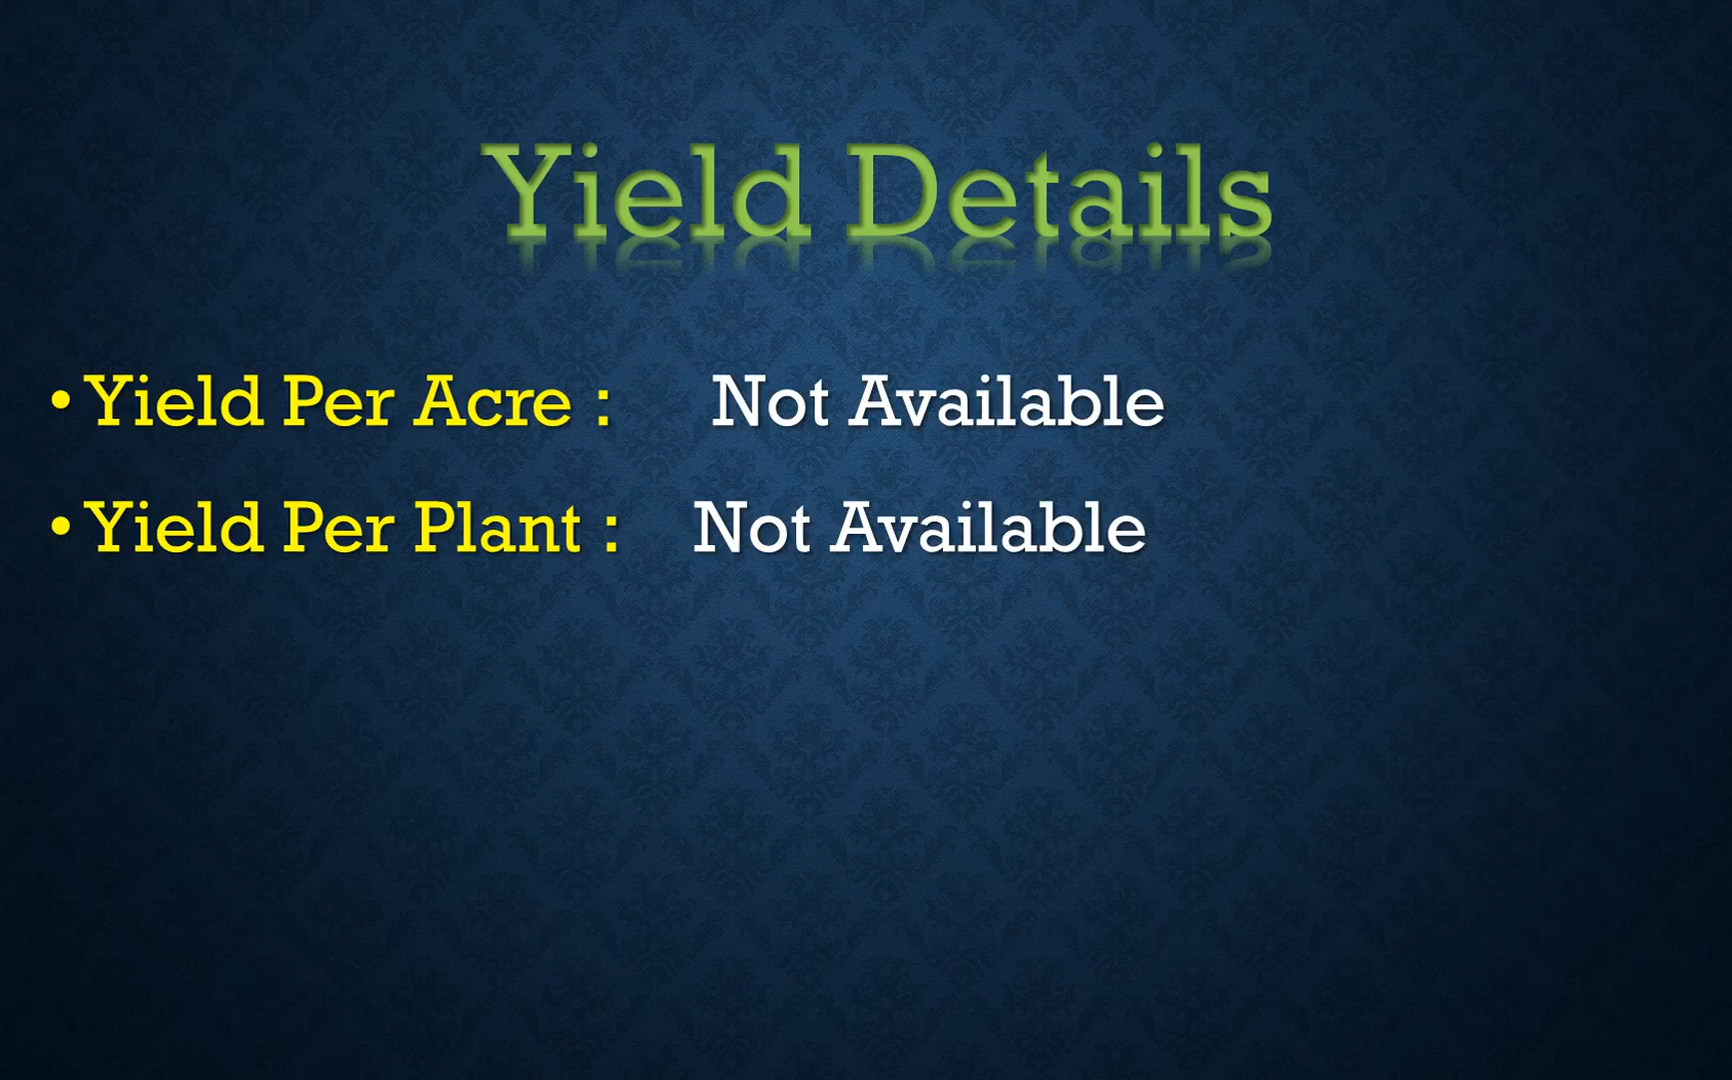 Yield Details
• Yield Per Acre : Not Available
• Yield Per Plant : Not Available